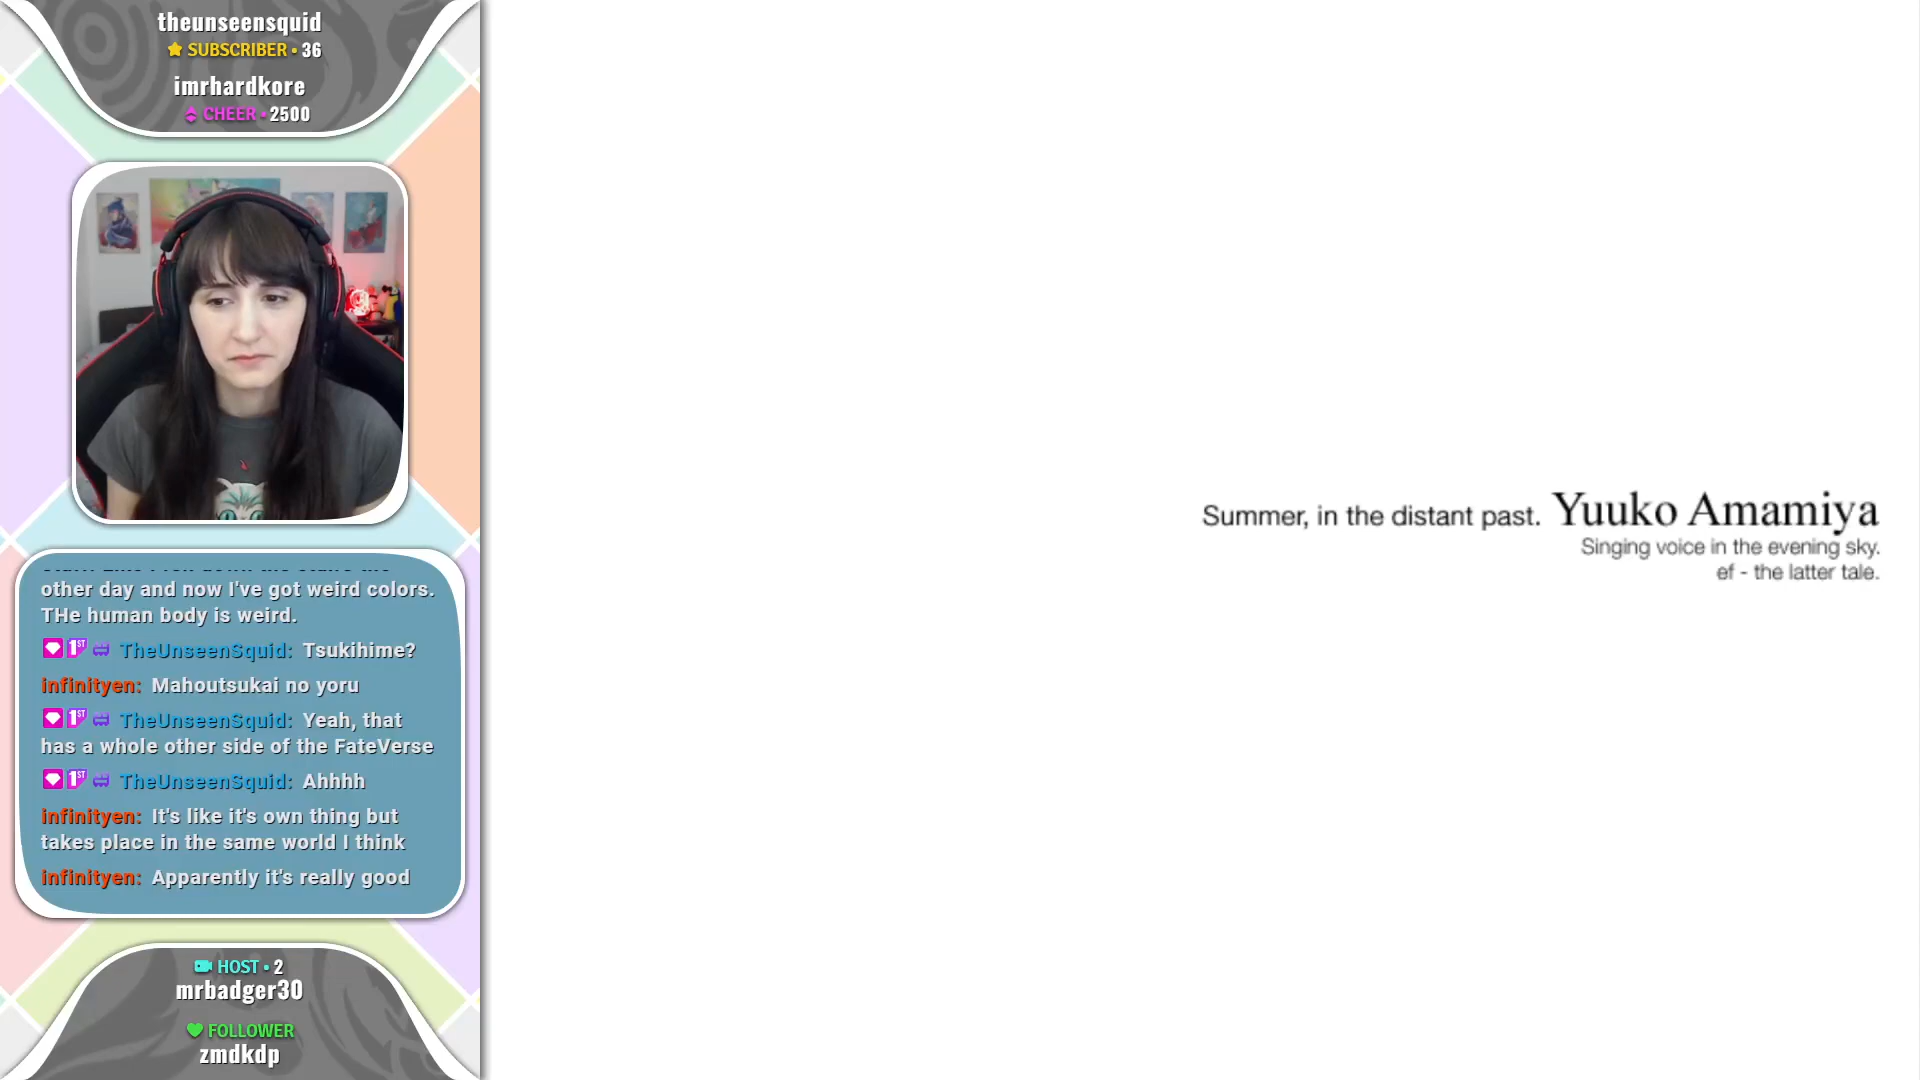 theunseensquid
SUBSCRIBER • 36
imrhardkore
CHEER • 2500
other day and now I've got weird colors.
THe human body is weird.
1ST TheUnseenSquid: Tsukihime?
infinityen: Mahoutsukai no yoru
1ST TheUnseenSquid: Yeah, that
has a whole other side of the FateVerse
1ST TheUnseenSquid: Ahhhh
infinityen: It's like it's own thing but
takes place in the same world I think
infinityen: Apparently it's really good
HOST • 2
mrbadger30
FOLLOWER
zmdkdp
Summer, in the distant past. Yuuko Amamiya
Singing voice in the evening sky.
ef - the latter tale.